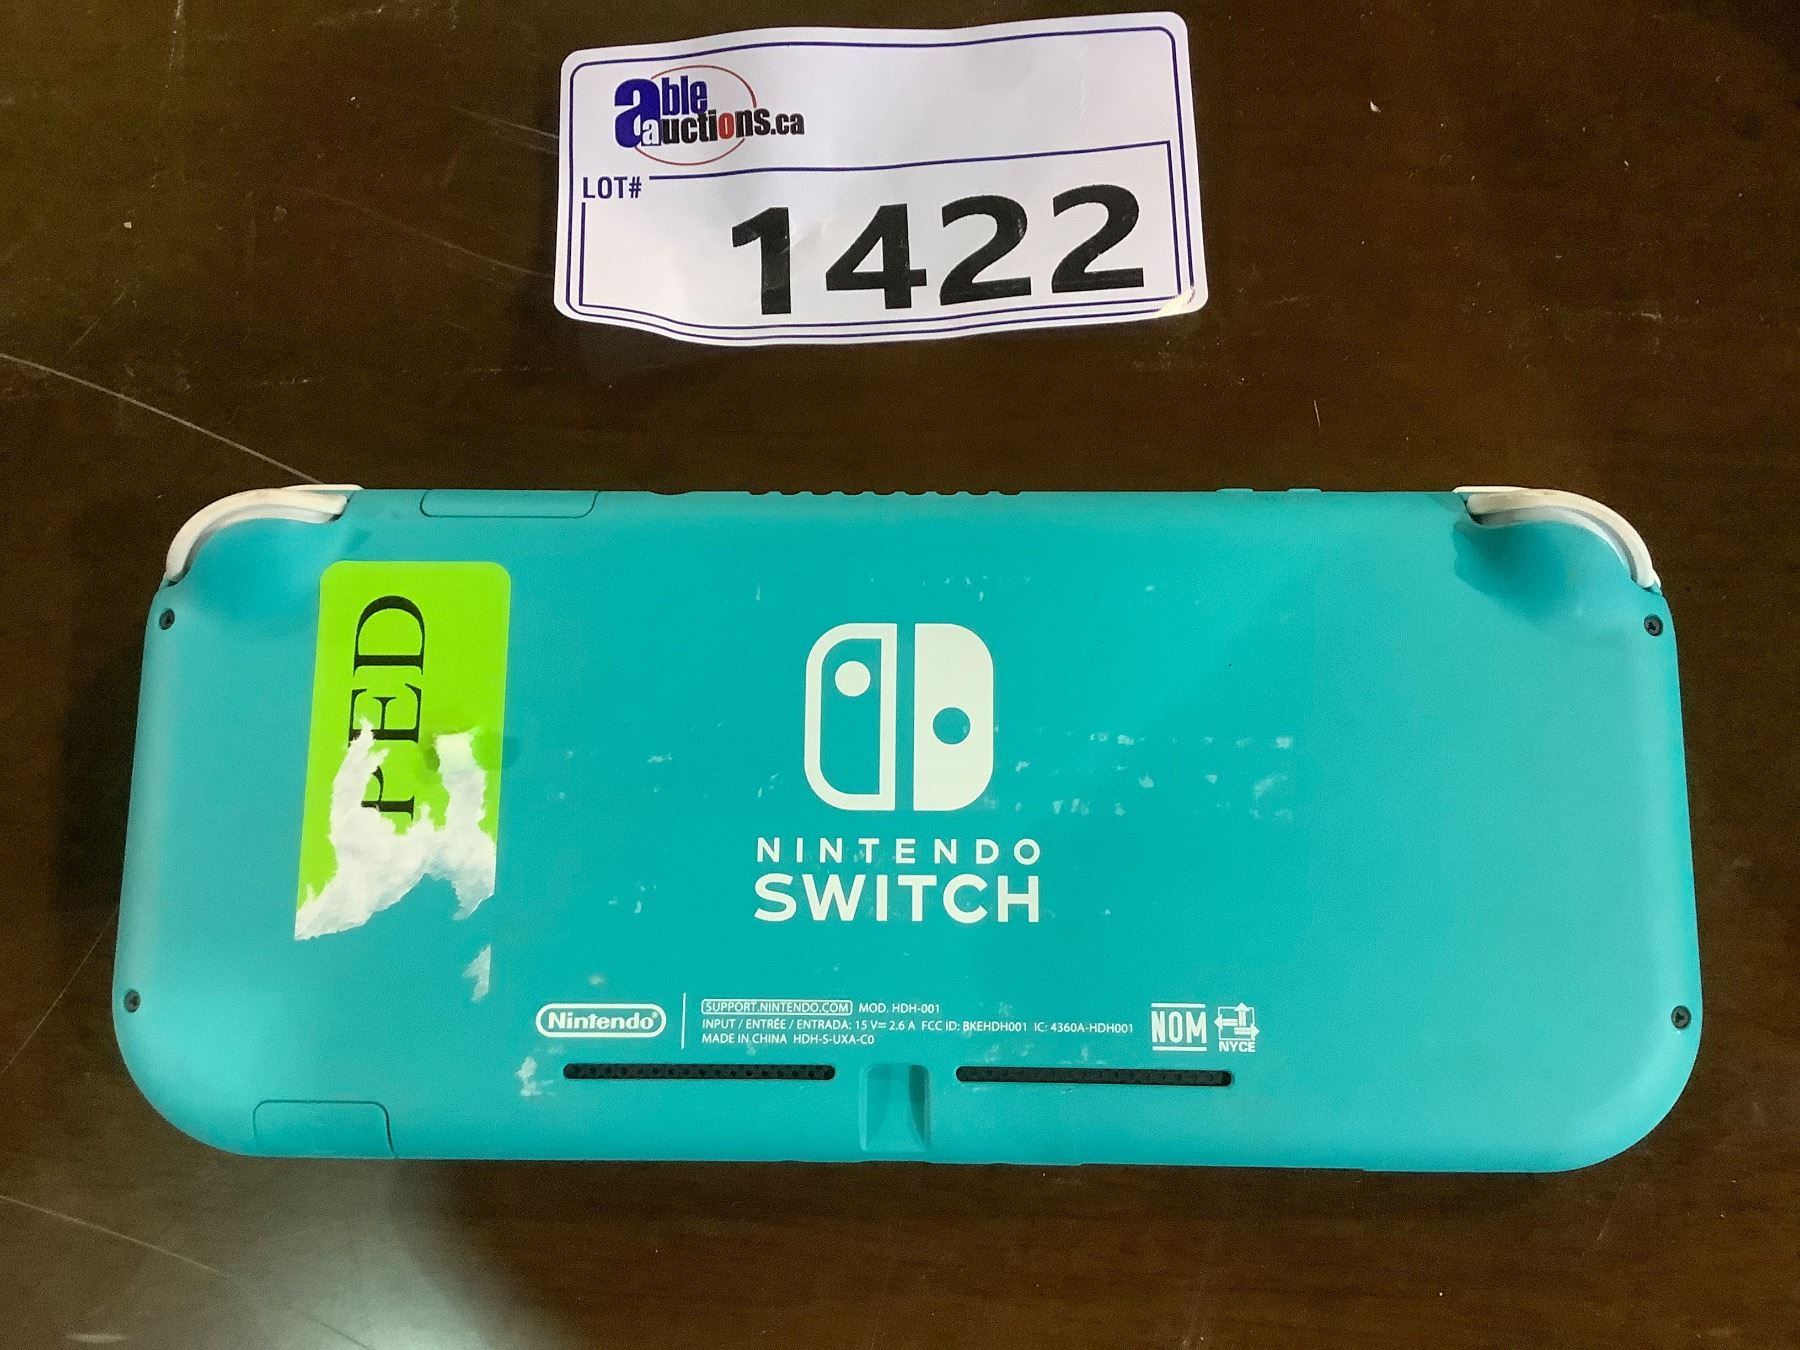 able
auctions.ca
LOT#
1422
PED
NINTENDO
SWITCH
Nintendo
SUPPORT.NINTENDO.COM MOD. HDH-001
INPUT / ENTRÉE / ENTRADA: 15 V⎓ 2.6 A FCC ID: BKEHDH001 IC: 4360A-HDH001
MADE IN CHINA HDH-S-UXA-C0
NOM
NYCE